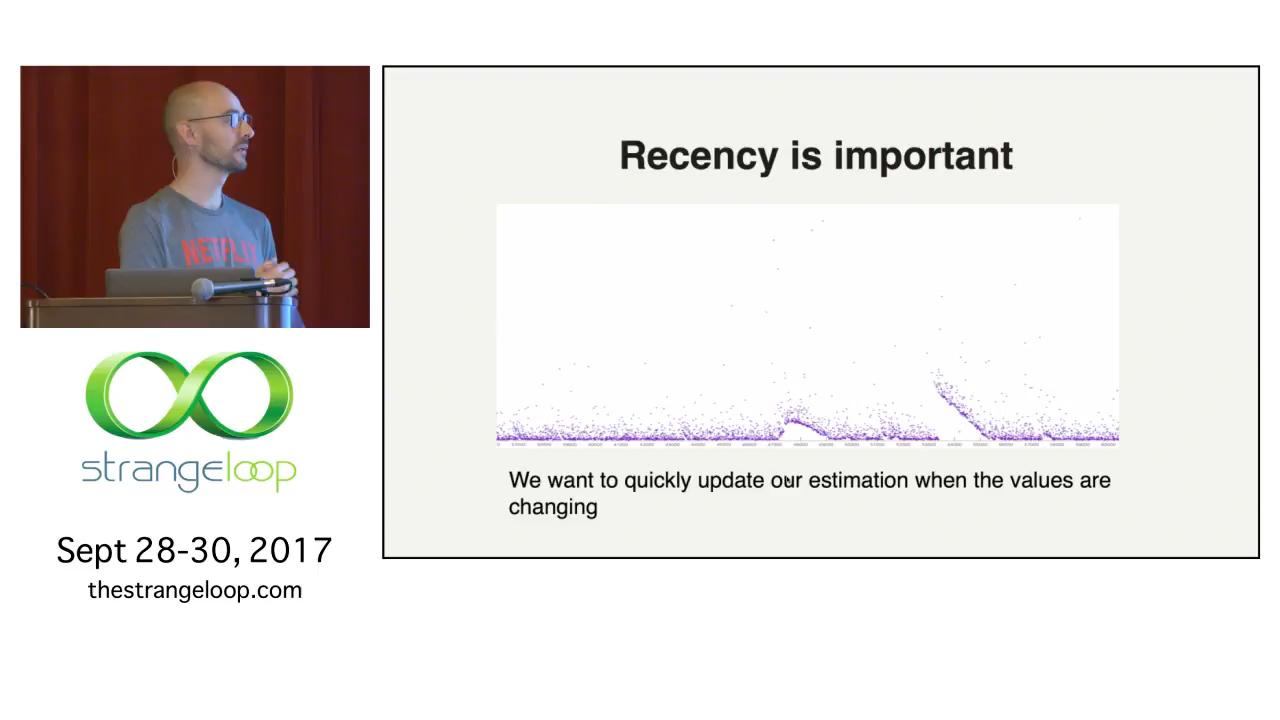 NETFLIX
strangeloop
Sept 28-30, 2017
thestrangeloop.com
Recency is important
We want to quickly update our estimation when the values are
changing